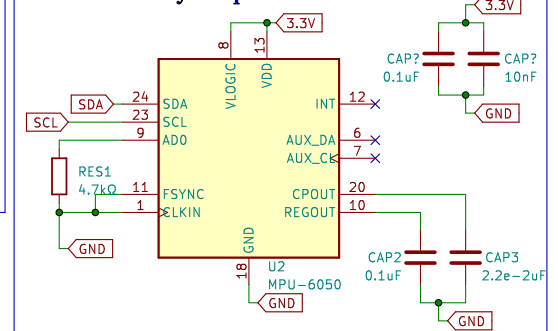 3.3V
3.3V
8
13
VLOGIC
VDD
CAP?
0.1uF
CAP?
10nF
SDA
24
SDA
INT
12
SCL
23
SCL
GND
9
AD0
AUX_DA
6
AUX_CL
7
RES1
4.7kΩ
11
FSYNC
CPOUT
20
1
CLKIN
REGOUT
10
GND
GND
18
U2
MPU-6050
GND
CAP2
0.1uF
CAP3
2.2e-2uF
GND